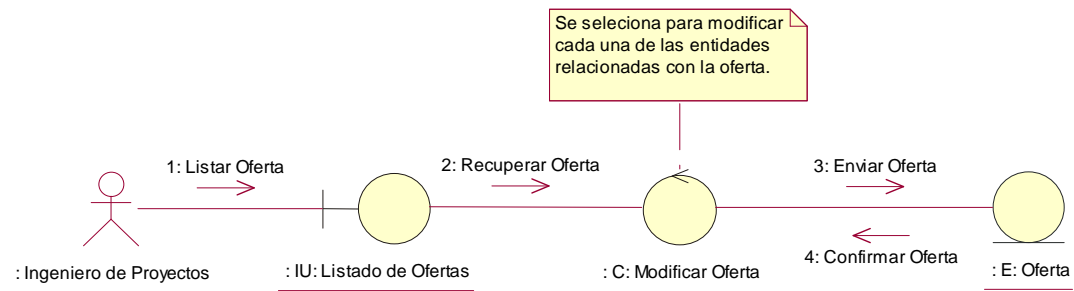 Se seleciona para modificar
cada una de las entidades
relacionadas con la oferta.
1: Listar Oferta
2: Recuperar Oferta
3: Enviar Oferta
4: Confirmar Oferta
: Ingeniero de Proyectos
: IU: Listado de Ofertas
: C: Modificar Oferta
: E: Oferta